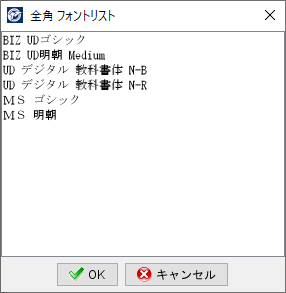 全角 フォントリスト
BIZ UDゴシック
BIZ UD明朝 Medium
UD デジタル 教科書体 N-B
UD デジタル 教科書体 N-R
ＭＳ ゴシック
ＭＳ 明朝
OK キャンセル